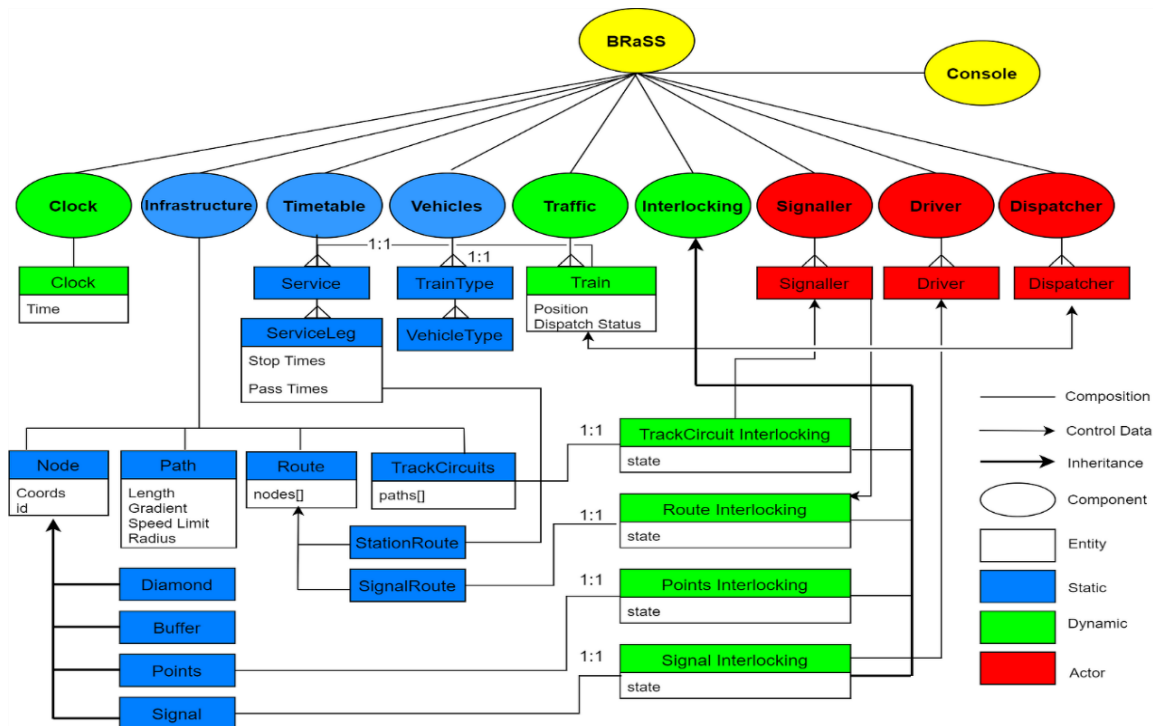 BRaSS
Console
Clock
Infrastructure
Timetable
Vehicles
Traffic
Interlocking
Signaller
Driver
Dispatcher
1:1
1:1
Clock
Time
Service
TrainType
Train
Position
Dispatch Status
Signaller
Driver
Dispatcher
ServiceLeg
Stop Times
Pass Times
VehicleType
Composition
Control Data
Inheritance
Component
Entity
Static
Dynamic
Actor
Node
Coords
id
Path
Length
Gradient
Speed Limit
Radius
Route
nodes[]
TrackCircuits
paths[]
1:1
TrackCircuit Interlocking
state
StationRoute
SignalRoute
1:1
Route Interlocking
state
Diamond
Buffer
Points
Signal
1:1
Points Interlocking
state
1:1
Signal Interlocking
state